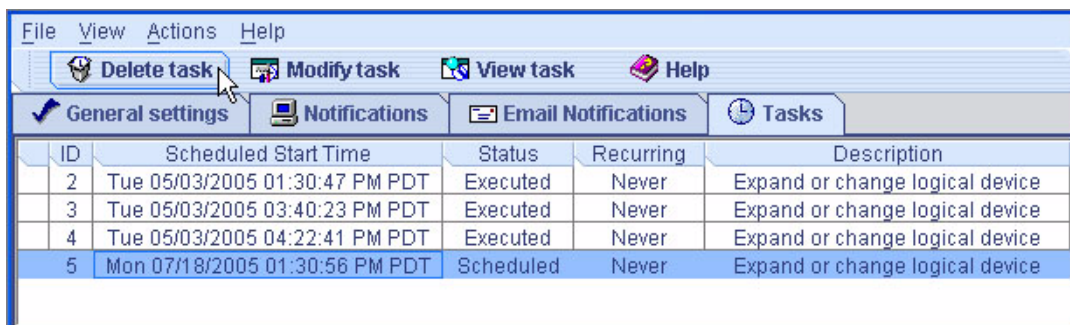 File View Actions Help
Delete task Modify task View task Help
General settings Notifications Email Notifications Tasks
ID Scheduled Start Time Status Recurring Description
2 Tue 05/03/2005 01:30:47 PM PDT Executed Never Expand or change logical device
3 Tue 05/03/2005 03:40:23 PM PDT Executed Never Expand or change logical device
4 Tue 05/03/2005 04:22:41 PM PDT Executed Never Expand or change logical device
5 Mon 07/18/2005 01:30:56 PM PDT Scheduled Never Expand or change logical device